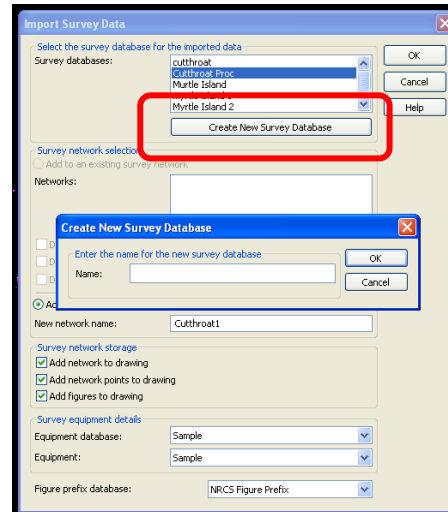 Import Survey Data
Select the survey database for the imported data
Survey databases:
cutthroat
Cutthroat Proc
Murtle Island
Myrtle Island 2
OK
Cancel
Help
Create New Survey Database
Survey network selection
Add to an existing survey network
Networks:
Create New Survey Database
Enter the name for the new survey database
Name:
OK
Cancel
D
D
D
New network name:
Cutthroat1
Survey network storage
Add network to drawing
Add network points to drawing
Add figures to drawing
Survey equipment details
Equipment database:
Sample
Equipment:
Sample
Figure prefix database:
NRCS Figure Prefix